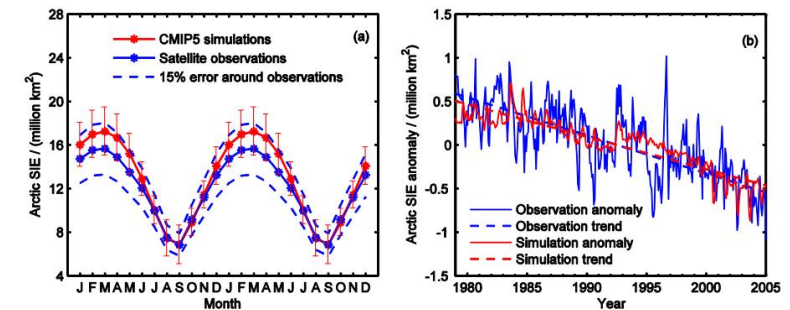 28
24
20
16
12
8
4
Arctic SIE / (million km²)
(a)
CMIP5 simulations
Satellite observations
15% error around observations
J F M A M J J A S O N D J F M A M J J A S O N D
Month
1.5
1
0.5
0
-0.5
-1
-1.5
Arctic SIE anomaly / (million km²)
(b)
Observation anomaly
Observation trend
Simulation anomaly
Simulation trend
1980 1985 1990 1995 2000 2005
Year